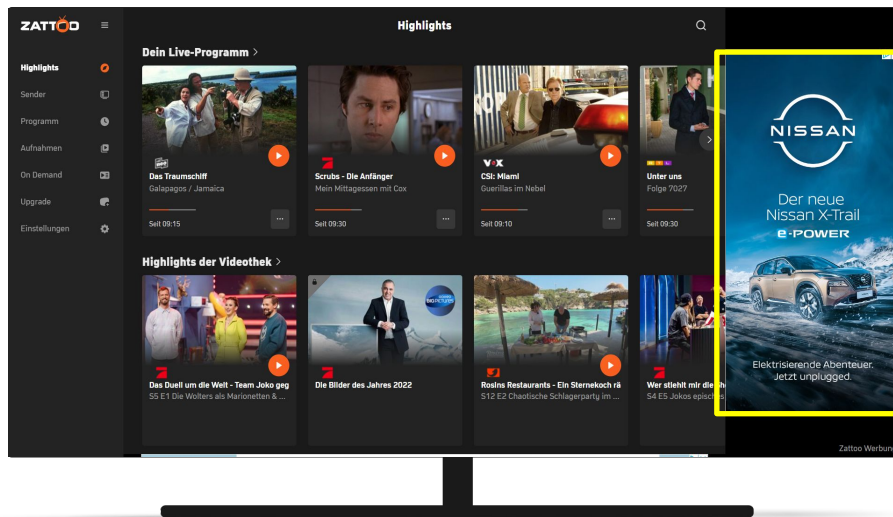 ZATTOO
Highlights
Highlights
Sender
Programm
Aufnahmen
On Demand
Upgrade
Einstellungen
Dein Live-Programm >
Das Traumschiff
Galapagos / Jamaica
Seit 09:15
Scrubs - Die Anfänger
Mein Mittagessen mit Cox
Seit 09:30
VOX
CSI: Miami
Guerillas im Nebel
Seit 09:10
RTL
Unter uns
Folge 7027
Seit 09:30
Highlights der Videothek >
Das Duell um die Welt - Team Joko geg
S5 E1 Die Wolters als Marionetten & ...
BIG PICTURES
Die Bilder des Jahres 2022
Rosins Restaurants - Ein Sternekoch rä
S12 E2 Chaotische Schlagerparty im ...
Wer stiehlt mir die Sh
S4 E5 Jokos episches
NISSAN
Der neue
Nissan X-Trail
e-POWER
Elektrisierende Abenteuer.
Jetzt unplugged.
Zattoo Werbung